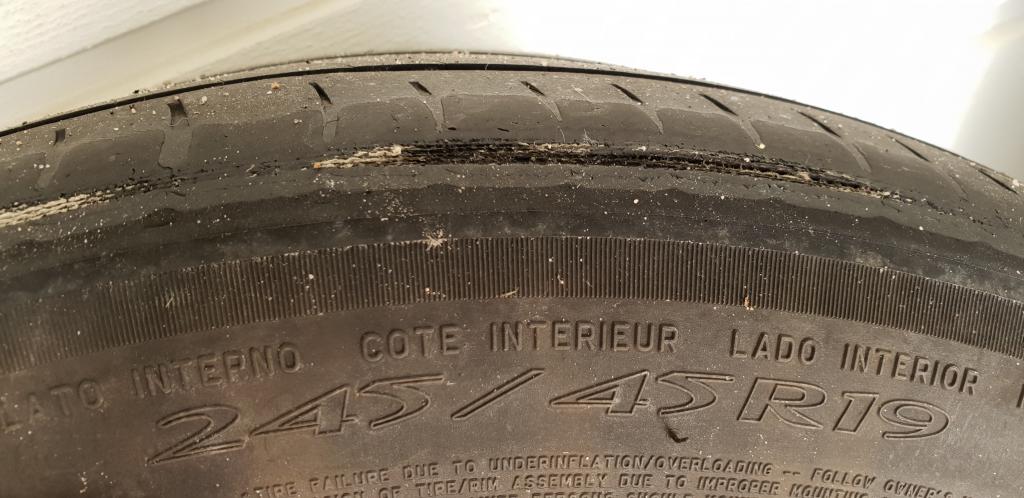 LATO INTERNO COTE INTERIEUR LADO INTERIOR
245/45R19
TIRE FAILURE DUE TO UNDERINFLATION/OVERLOADING -- FOLLOW OWNER'S
OF TIRE/RIM ASSEMBLY DUE TO IMPROPER MOUNTING